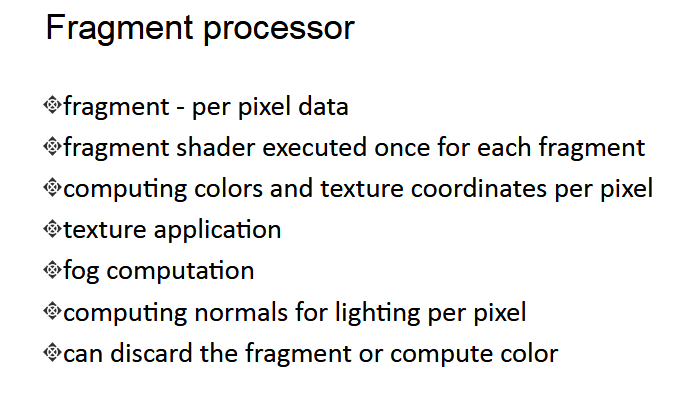 Fragment processor
fragment - per pixel data
fragment shader executed once for each fragment
computing colors and texture coordinates per pixel
texture application
fog computation
computing normals for lighting per pixel
can discard the fragment or compute color